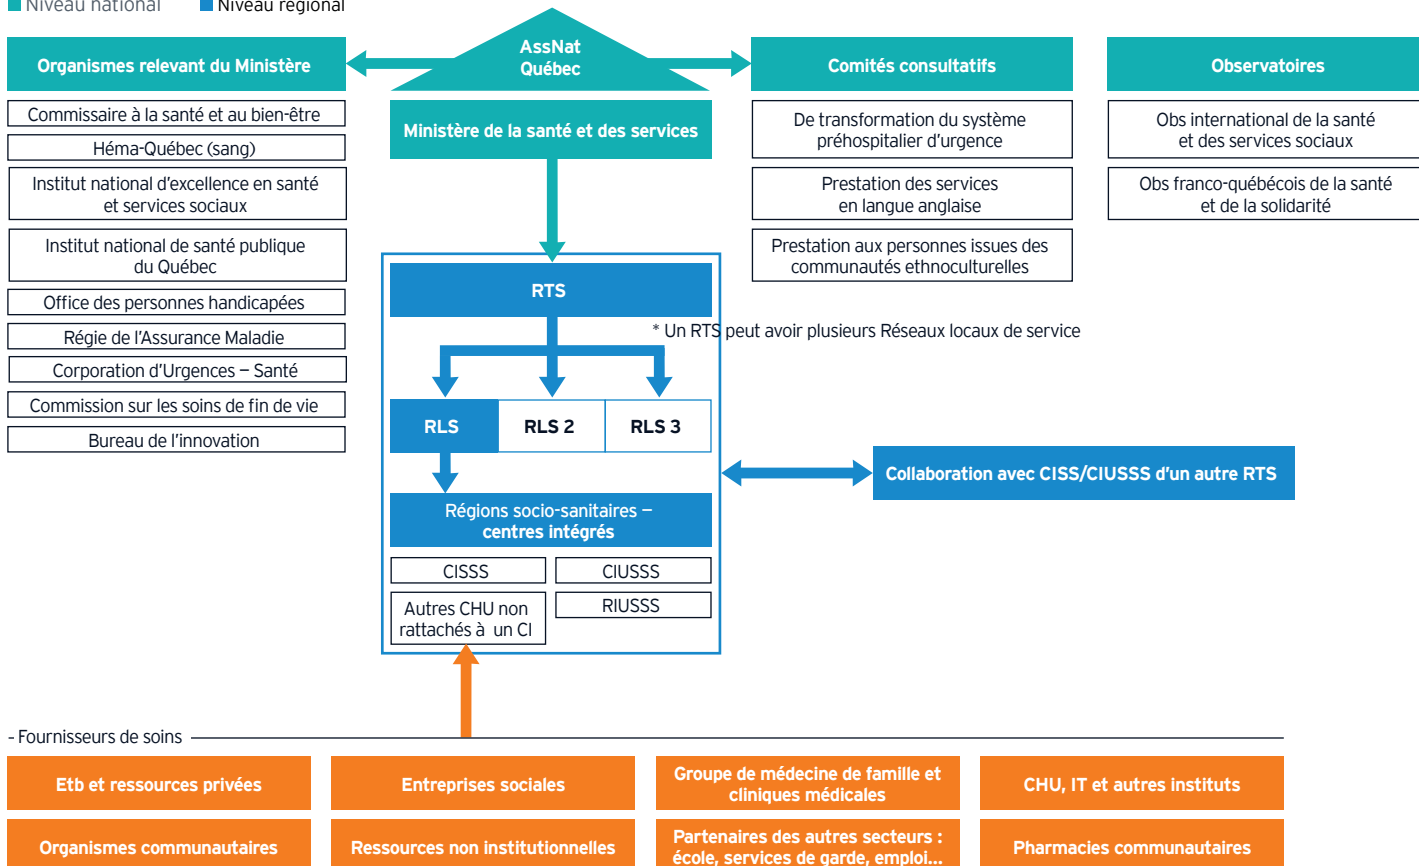 Niveau national
Niveau régional
AssNat
Québec
Organismes relevant du Ministère
Comités consultatifs
Observatoires
Ministère de la santé et des services
Commissaire à la santé et au bien-être
Héma-Québec (sang)
Institut national d'excellence en santé
et services sociaux
Institut national de santé publique
du Québec
Office des personnes handicapées
Régie de l'Assurance Maladie
Corporation d'Urgences – Santé
Commission sur les soins de fin de vie
Bureau de l'innovation
De transformation du système
préhospitalier d'urgence
Prestation des services
en langue anglaise
Prestation aux personnes issues des
communautés ethnoculturelles
Obs international de la santé
et des services sociaux
Obs franco-québécois de la santé
et de la solidarité
RTS
* Un RTS peut avoir plusieurs Réseaux locaux de service
RLS
RLS 2
RLS 3
Collaboration avec CISS/CIUSSS d'un autre RTS
Régions socio-sanitaires –
centres intégrés
CISSS
CIUSSS
Autres CHU non
rattachés à un CI
RIUSSS
- Fournisseurs de soins
Etb et ressources privées
Entreprises sociales
Groupe de médecine de famille et
cliniques médicales
CHU, IT et autres instituts
Organismes communautaires
Ressources non institutionnelles
Partenaires des autres secteurs :
école, services de garde, emploi...
Pharmacies communautaires